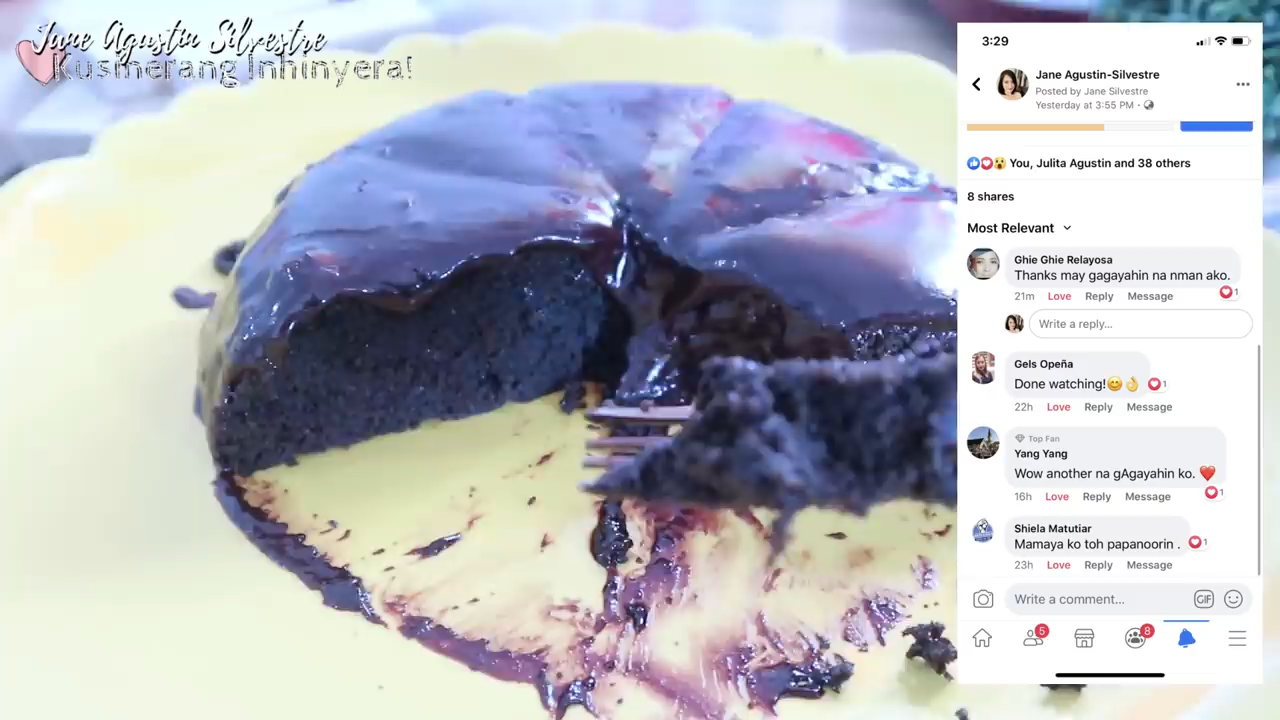 Jane Agustin Silvestre
Kusinerang Inhinyera!
3:29
Jane Agustin-Silvestre
Posted by Jane Silvestre
Yesterday at 3:55 PM ·
You, Julita Agustin and 38 others
8 shares
Most Relevant
Ghie Ghie Relayosa
Thanks may gagayahin na nman ako.
1
21m Love Reply Message
Write a reply...
Gels Opeña
Done watching!😊👌
1
22h Love Reply Message
Top Fan
Yang Yang
Wow another na gAgayahin ko. ❤️
1
16h Love Reply Message
Shiela Matutiar
Mamaya ko toh papanoorin .
1
23h Love Reply Message
Write a comment...
GIF
5
8